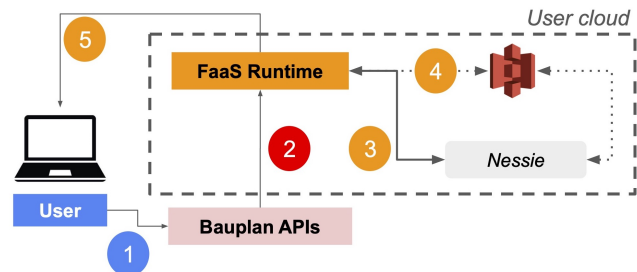 User cloud
5
FaaS Runtime
4
2
3
Nessie
User
Bauplan APIs
1